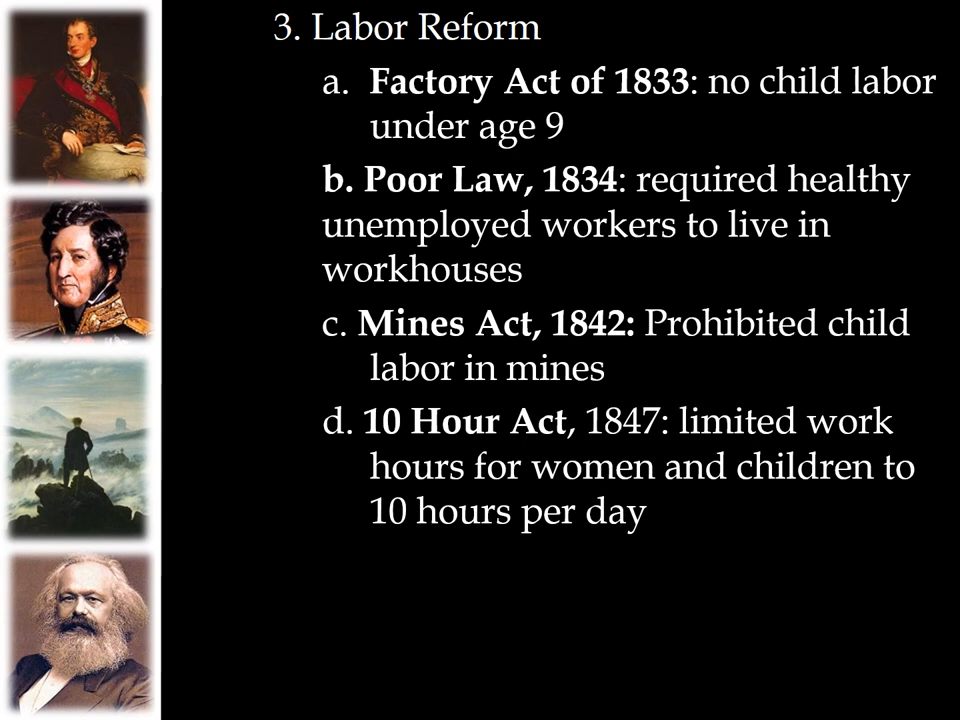 3. Labor Reform
a. Factory Act of 1833: no child labor
under age 9
b. Poor Law, 1834: required healthy
unemployed workers to live in
workhouses
c. Mines Act, 1842: Prohibited child
labor in mines
d. 10 Hour Act, 1847: limited work
hours for women and children to
10 hours per day